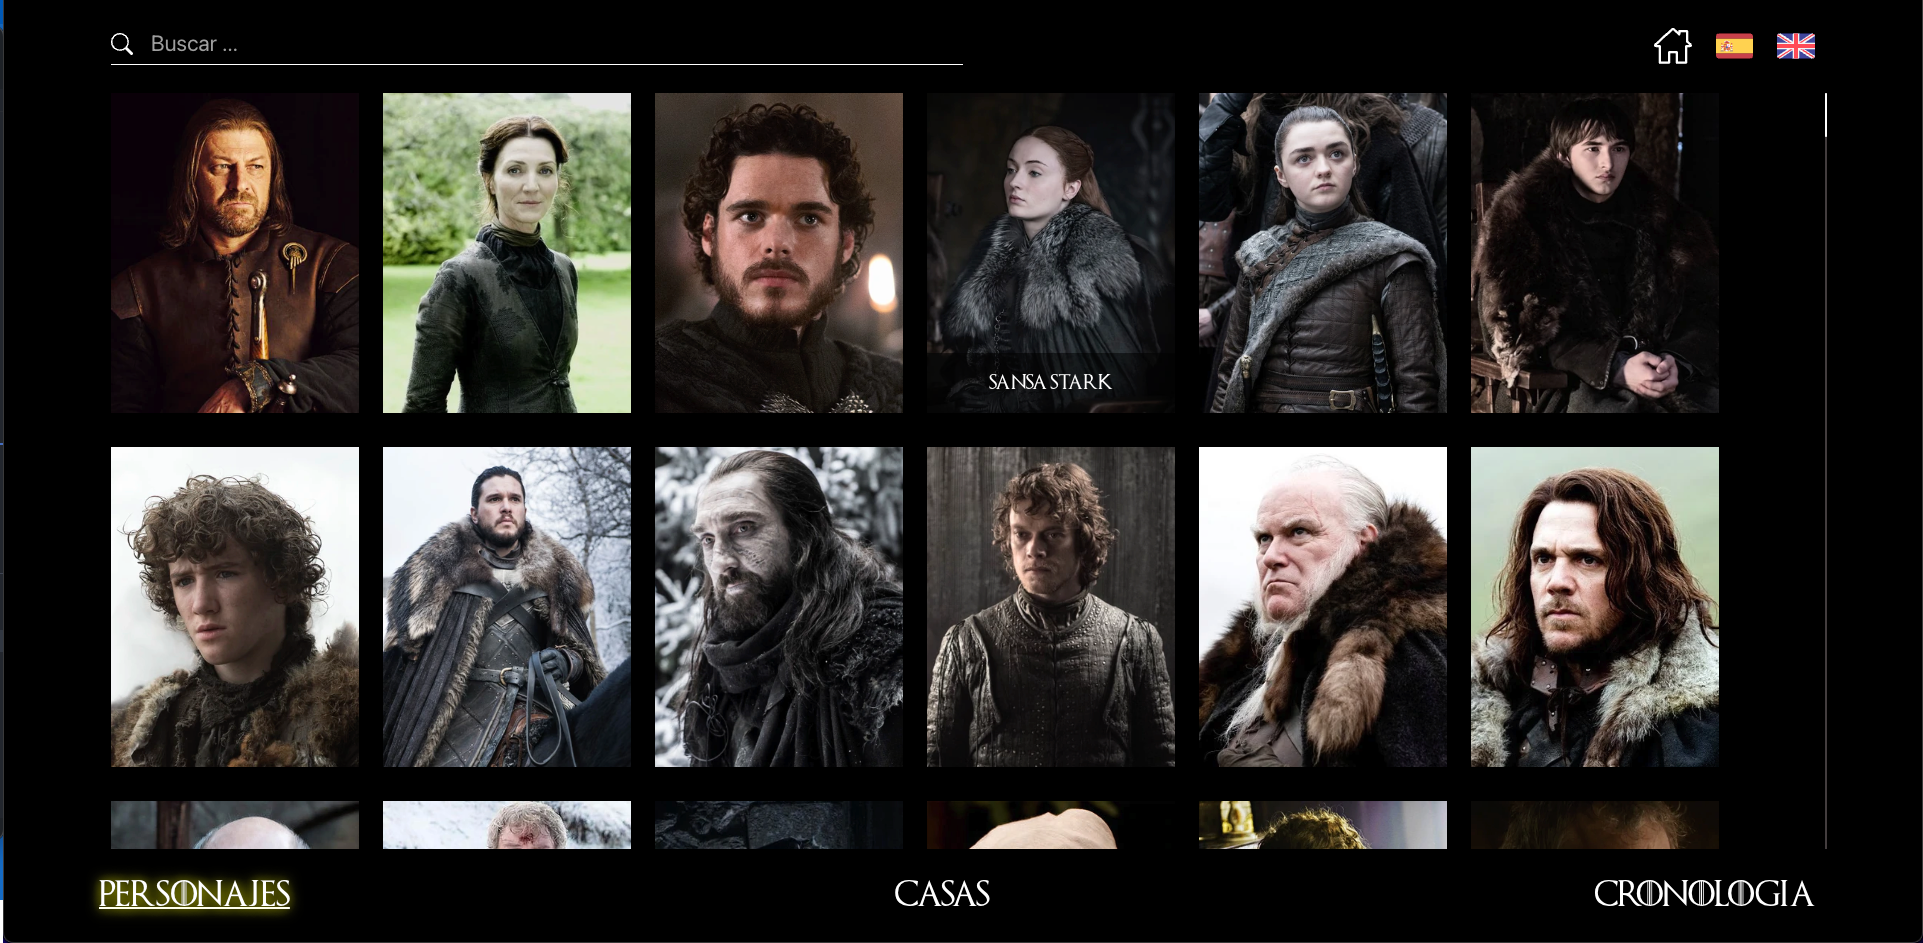 Buscar ...
SANSA STARK
PERSONAJES
CASAS
CRONOLOGIA